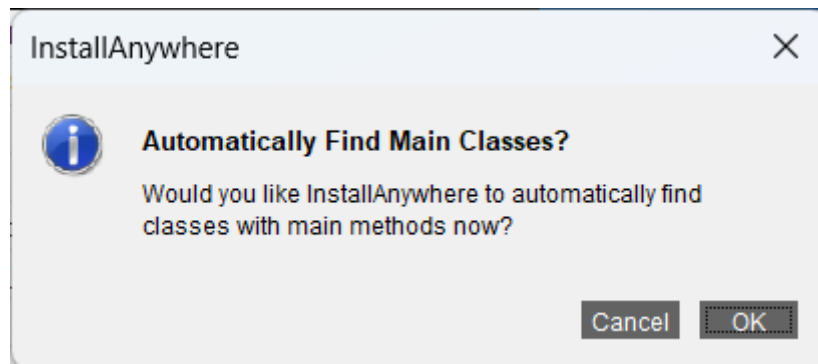 InstallAnywhere
Automatically Find Main Classes?
Would you like InstallAnywhere to automatically find
classes with main methods now?
Cancel OK